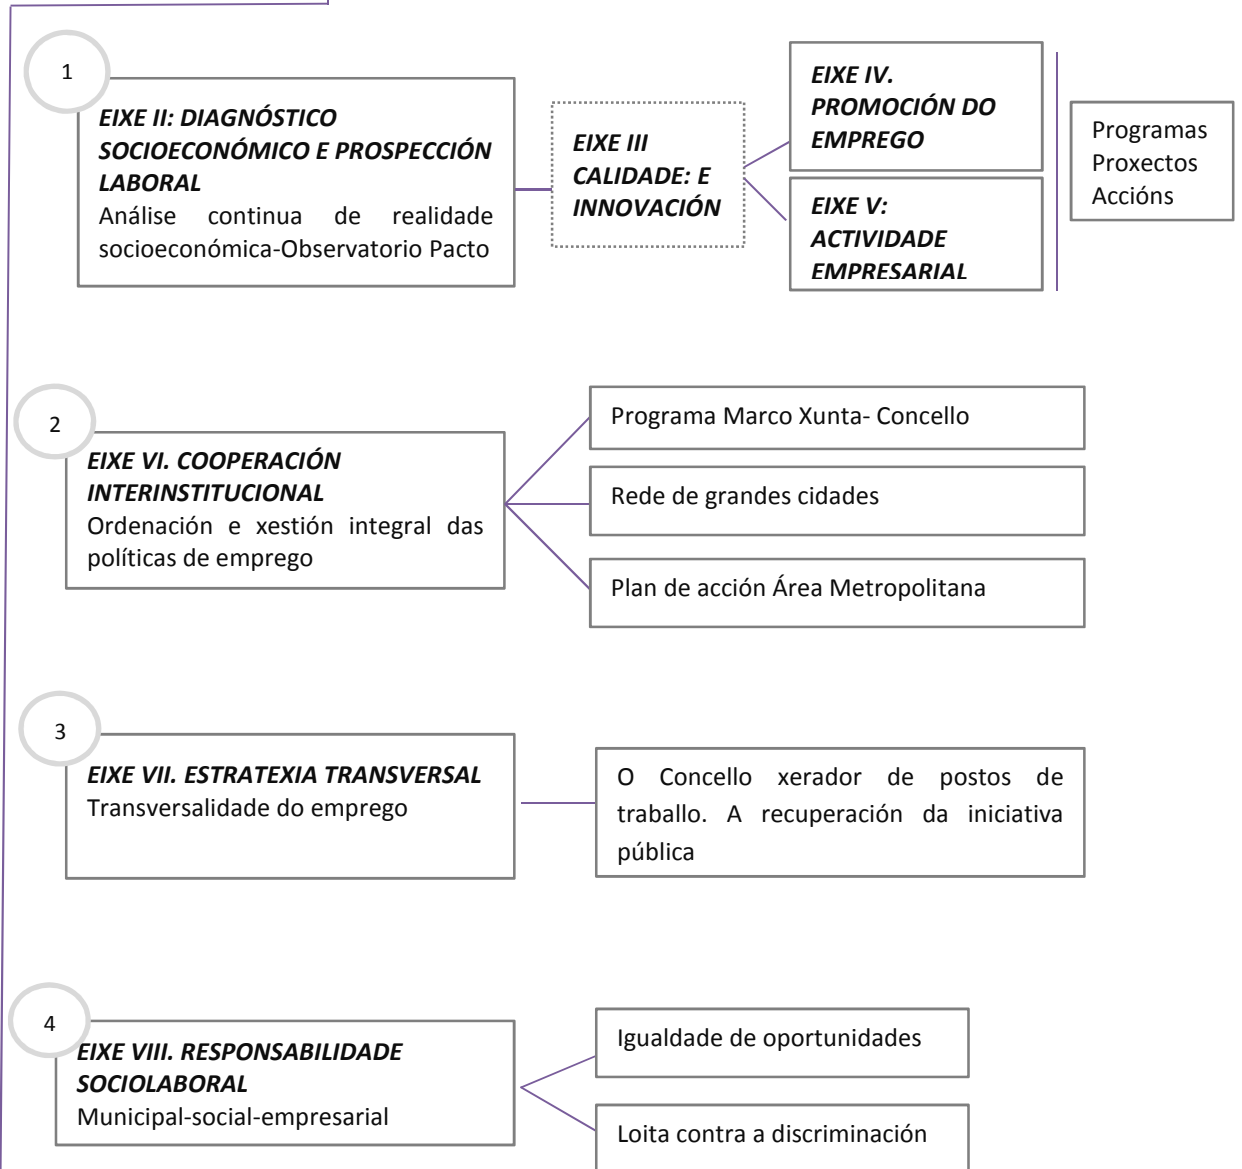 1
EIXE II: DIAGNÓSTICO
SOCIOECONÓMICO E PROSPECCIÓN
LABORAL
Análise continua de realidade
socioeconómica-Observatorio Pacto
EIXE III
CALIDADE: E
INNOVACIÓN
EIXE IV.
PROMOCIÓN DO
EMPREGO
EIXE V:
ACTIVIDADE
EMPRESARIAL
Programas
Proxectos
Accións
2
EIXE VI. COOPERACIÓN
INTERINSTITUCIONAL
Ordenación e xestión integral das
políticas de emprego
Programa Marco Xunta- Concello
Rede de grandes cidades
Plan de acción Área Metropolitana
3
EIXE VII. ESTRATEXIA TRANSVERSAL
Transversalidade do emprego
O Concello xerador de postos de
traballo. A recuperación da iniciativa
pública
4
EIXE VIII. RESPONSABILIDADE
SOCIOLABORAL
Municipal-social-empresarial
Igualdade de oportunidades
Loita contra a discriminación